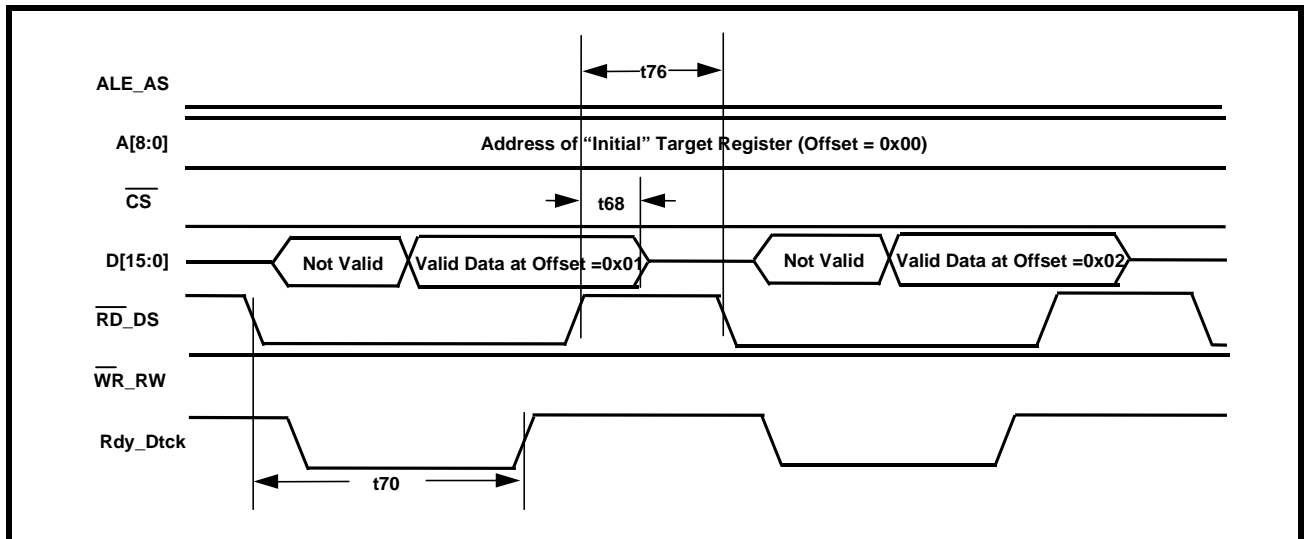 t76
ALE_AS
A[8:0]
Address of “Initial” Target Register (Offset = 0x00)
CS
t68
D[15:0]
Not Valid
Valid Data at Offset =0x01
Not Valid
Valid Data at Offset =0x02
RD_DS
WR_RW
Rdy_Dtck
t70